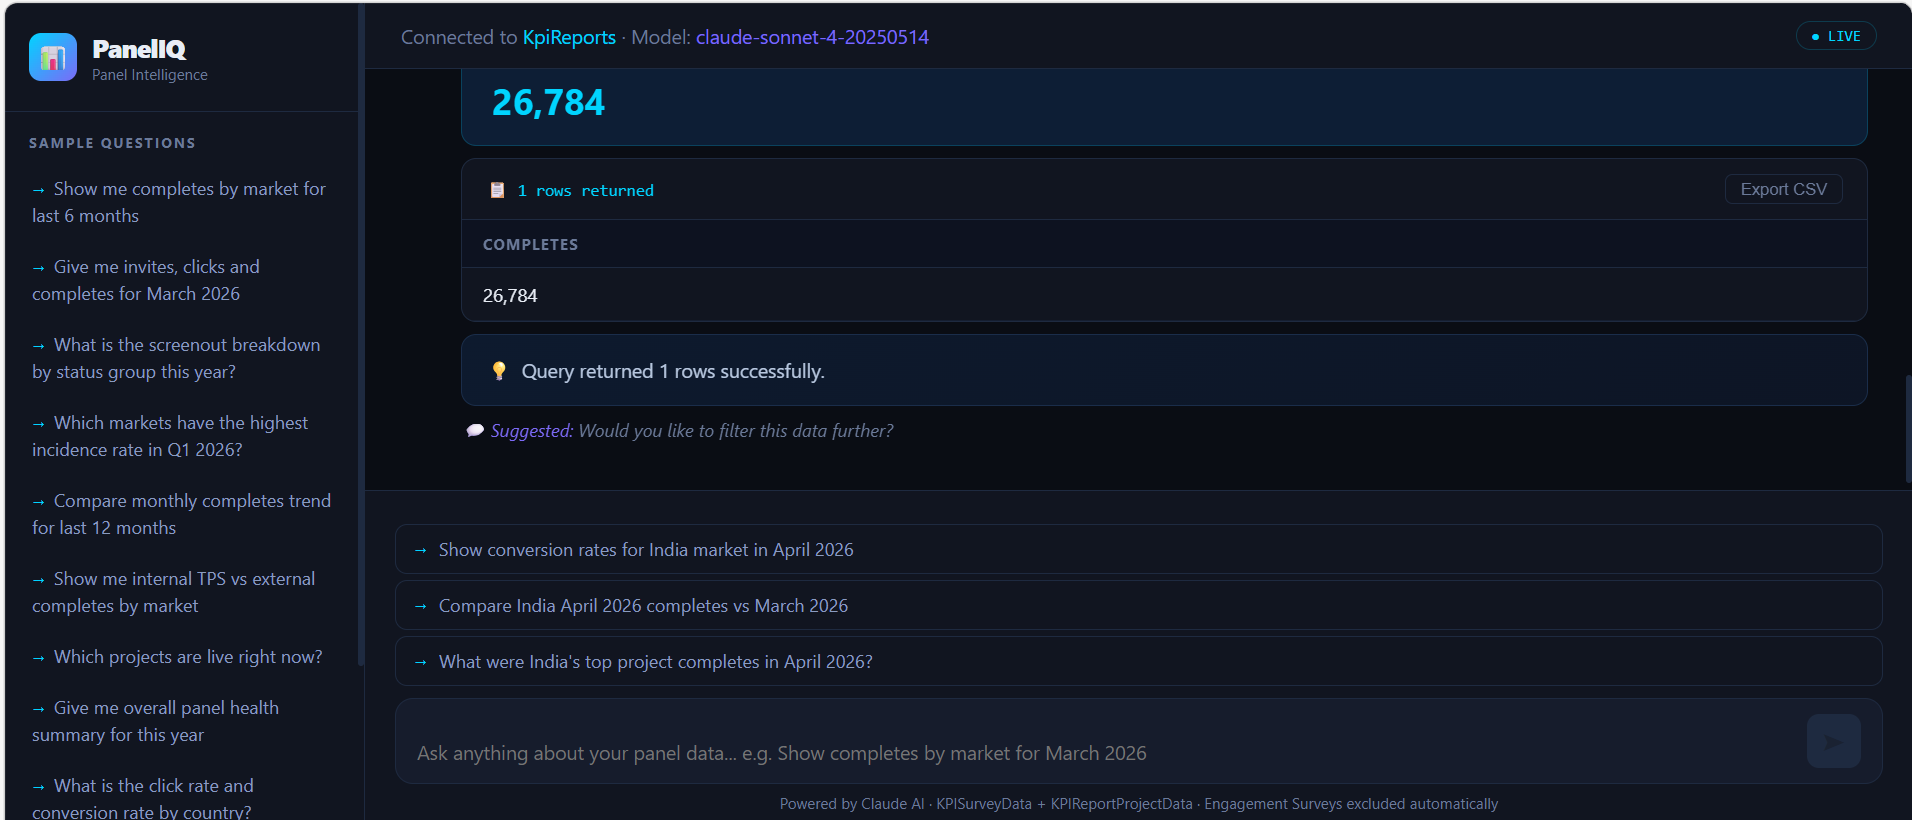 PanelIQ
Panel Intelligence
SAMPLE QUESTIONS
→ Show me completes by market for
last 6 months
→ Give me invites, clicks and
completes for March 2026
→ What is the screenout breakdown
by status group this year?
→ Which markets have the highest
incidence rate in Q1 2026?
→ Compare monthly completes trend
for last 12 months
→ Show me internal TPS vs external
completes by market
→ Which projects are live right now?
→ Give me overall panel health
summary for this year
→ What is the click rate and
conversion rate by country?
Connected to KpiReports · Model: claude-sonnet-4-20250514
● LIVE
26,784
1 rows returned
Export CSV
COMPLETES
26,784
Query returned 1 rows successfully.
Suggested: Would you like to filter this data further?
→ Show conversion rates for India market in April 2026
→ Compare India April 2026 completes vs March 2026
→ What were India's top project completes in April 2026?
Ask anything about your panel data... e.g. Show completes by market for March 2026
Powered by Claude AI · KPISurveyData + KPIReportProjectData · Engagement Surveys excluded automatically